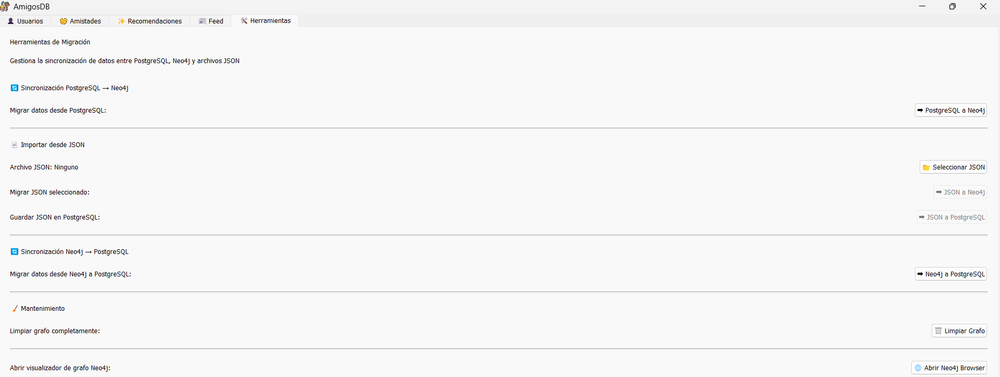 AmigosDB
Usuarios Amistades Recomendaciones Feed Herramientas
Herramientas de Migración
Gestiona la sincronización de datos entre PostgreSQL, Neo4j y archivos JSON
Sincronización PostgreSQL → Neo4j
Migrar datos desde PostgreSQL: ➡ PostgreSQL a Neo4j
Importar desde JSON
Archivo JSON: Ninguno Seleccionar JSON
Migrar JSON seleccionado: ➡ JSON a Neo4j
Guardar JSON en PostgreSQL: ➡ JSON a PostgreSQL
Sincronización Neo4j → PostgreSQL
Migrar datos desde Neo4j a PostgreSQL: ➡ Neo4j a PostgreSQL
Mantenimiento
Limpiar grafo completamente: Limpiar Grafo
Abrir visualizador de grafo Neo4j: Abrir Neo4j Browser